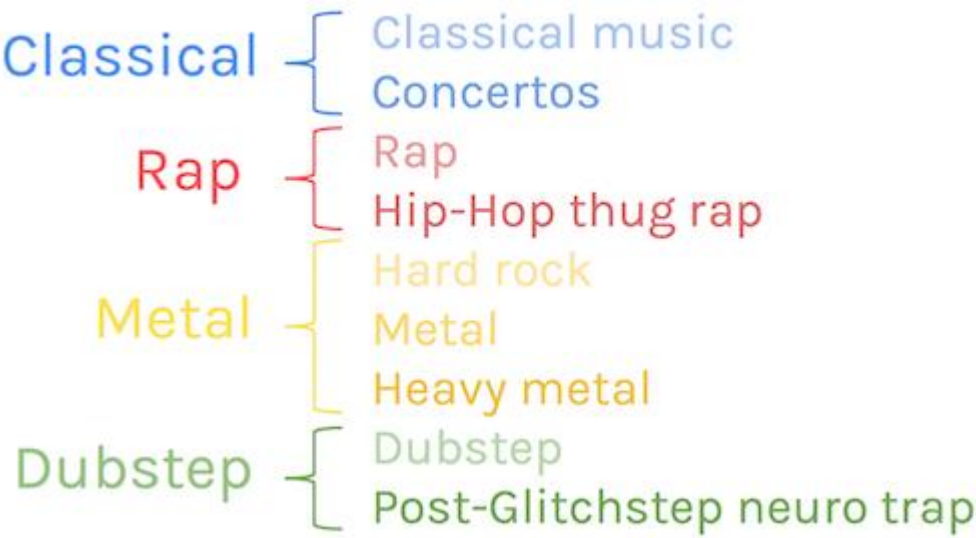 Classical
Classical music
Concertos
Rap
Rap
Hip-Hop thug rap
Metal
Hard rock
Metal
Heavy metal
Dubstep
Dubstep
Post-Glitchstep neuro trap